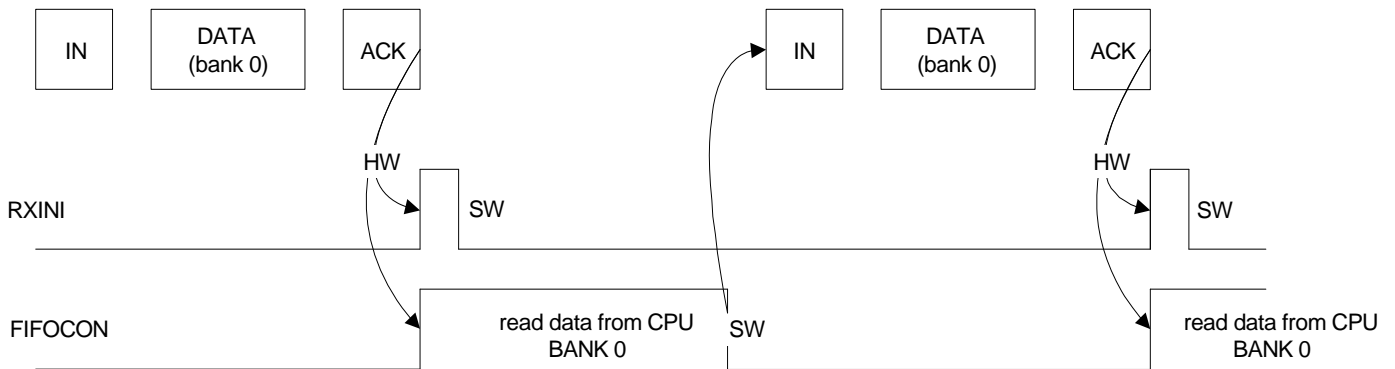 IN
DATA
(bank 0)
ACK
IN
DATA
(bank 0)
ACK
HW
HW
RXINI
SW
SW
FIFOCON
read data from CPU
BANK 0
SW
read data from CPU
BANK 0